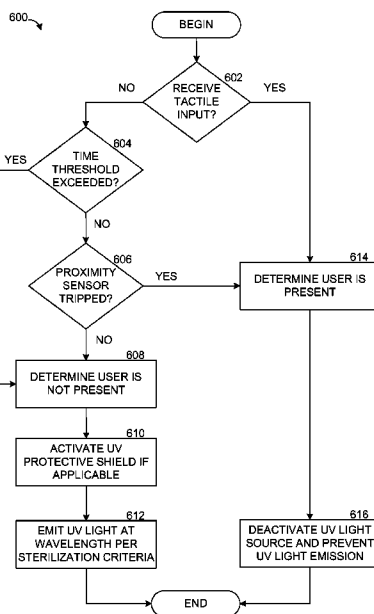 600
BEGIN
602
RECEIVE
TACTILE
INPUT?
NO
YES
604
TIME
THRESHOLD
EXCEEDED?
YES
NO
606
PROXIMITY
SENSOR
TRIPPED?
YES
NO
614
DETERMINE USER IS
PRESENT
608
DETERMINE USER IS
NOT PRESENT
610
ACTIVATE UV
PROTECTIVE SHIELD IF
APPLICABLE
612
EMIT UV LIGHT AT
WAVELENGTH PER
STERILIZATION CRITERIA
616
DEACTIVATE UV LIGHT
SOURCE AND PREVENT
UV LIGHT EMISSION
END